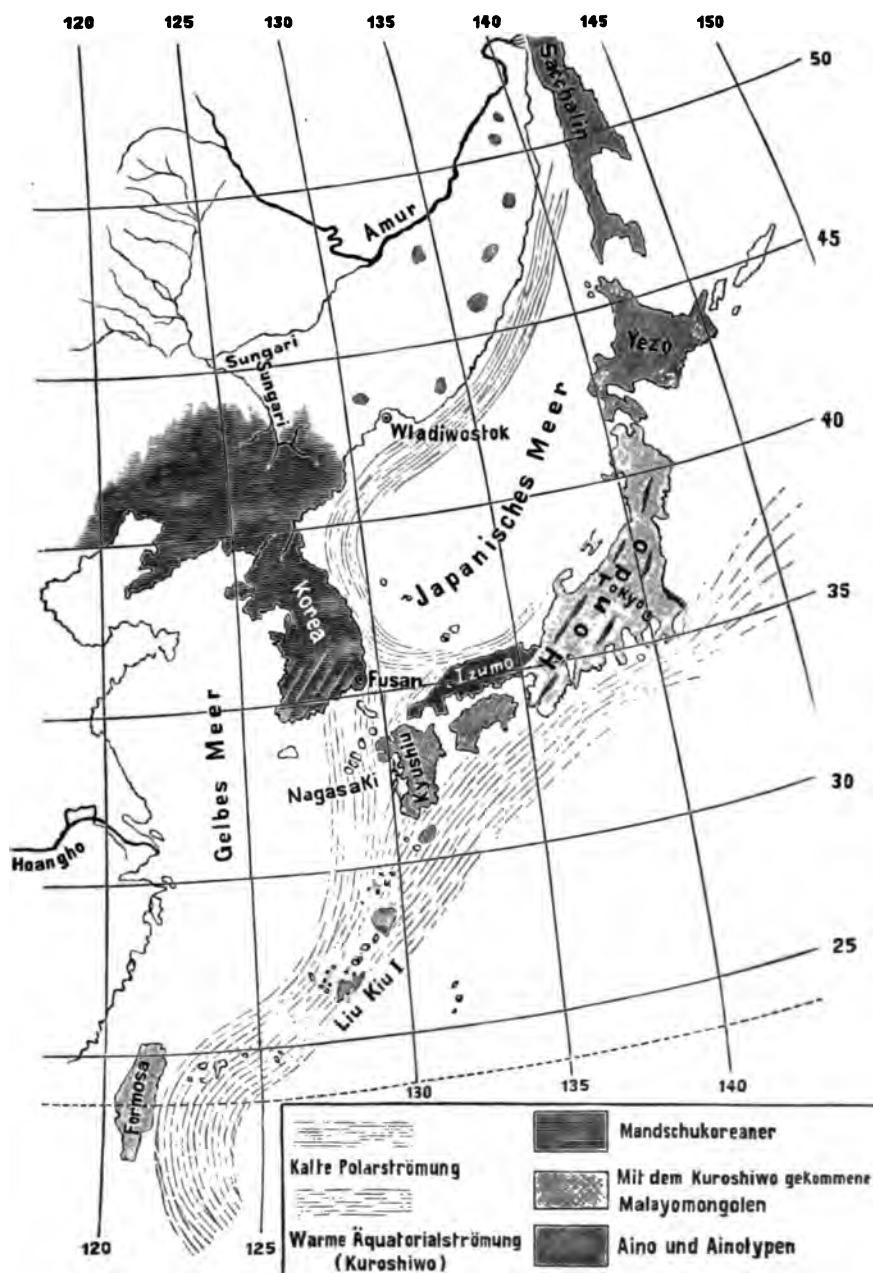 120 125 130 135 140 145 150
50
Sacchalin
Amur
45
Sungari
Sungari
Yezo
Wladiwostok
40
Japanisches Meer
Hondo
Tokyo
35
Korea
Izumo
Fusan
Gelbes Meer
Kyushiu
Nagasaki
30
Hoangho
25
Liu Kiu I
Formosa
130 135 140
120 125
Kalte Polarströmung
Warme Äquatorialströmung
(Kuroshiwo)
Mandschukoreaner
Mit dem Kuroshiwo gekommene
Malayomongolen
Aino und Ainotypen